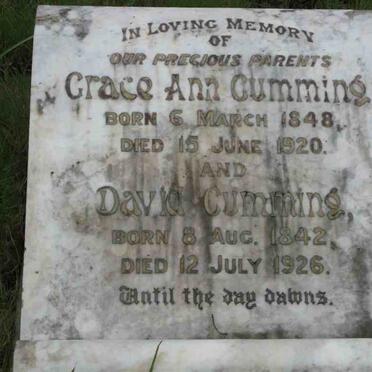 IN LOVING MEMORY
OF
OUR PRECIOUS PARENTS
Grace Ann Cumming,
BORN 6 MARCH 1848,
DIED 15 JUNE 1920.
AND
David Cumming,
BORN 8 AUG. 1842,
DIED 12 JULY 1926.
Until the day dawns.